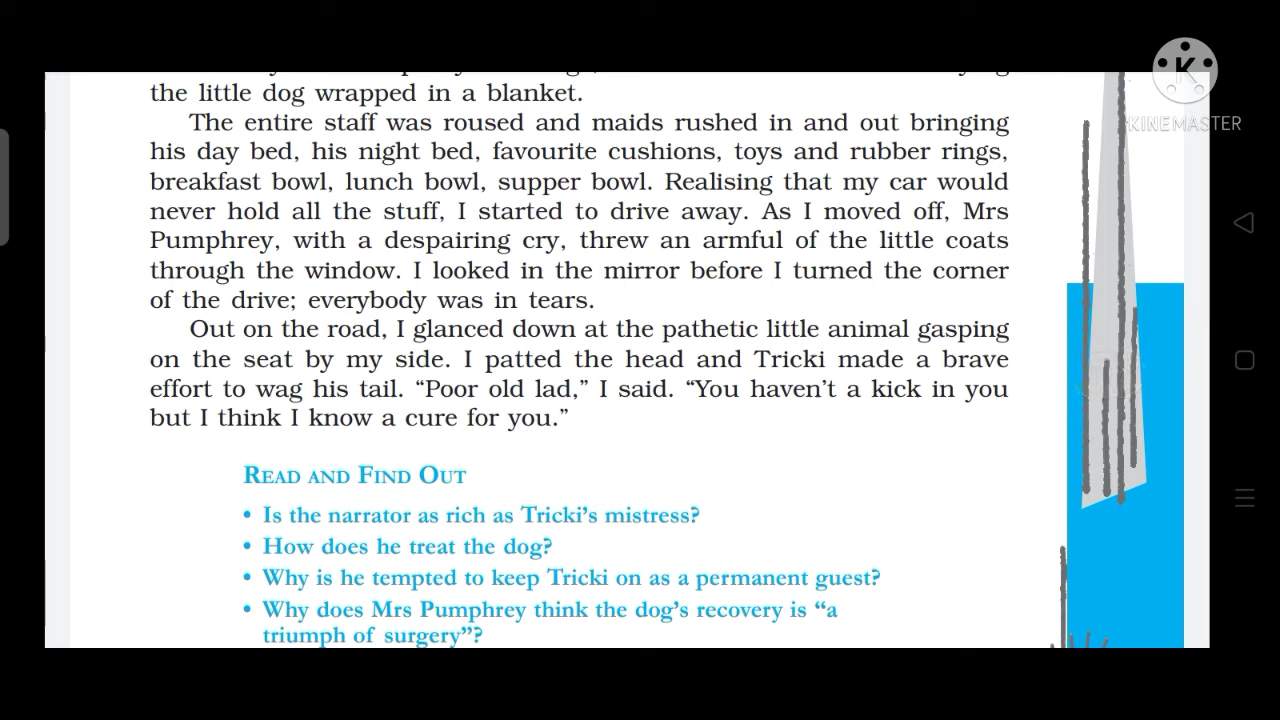 the little dog wrapped in a blanket.
The entire staff was roused and maids rushed in and out bringing
his day bed, his night bed, favourite cushions, toys and rubber rings,
breakfast bowl, lunch bowl, supper bowl. Realising that my car would
never hold all the stuff, I started to drive away. As I moved off, Mrs
Pumphrey, with a despairing cry, threw an armful of the little coats
through the window. I looked in the mirror before I turned the corner
of the drive; everybody was in tears.
Out on the road, I glanced down at the pathetic little animal gasping
on the seat by my side. I patted the head and Tricki made a brave
effort to wag his tail. “Poor old lad,” I said. “You haven’t a kick in you
but I think I know a cure for you.”
READ AND FIND OUT
• Is the narrator as rich as Tricki’s mistress?
• How does he treat the dog?
• Why is he tempted to keep Tricki on as a permanent guest?
• Why does Mrs Pumphrey think the dog’s recovery is “a
triumph of surgery”?
K
KINEMASTER